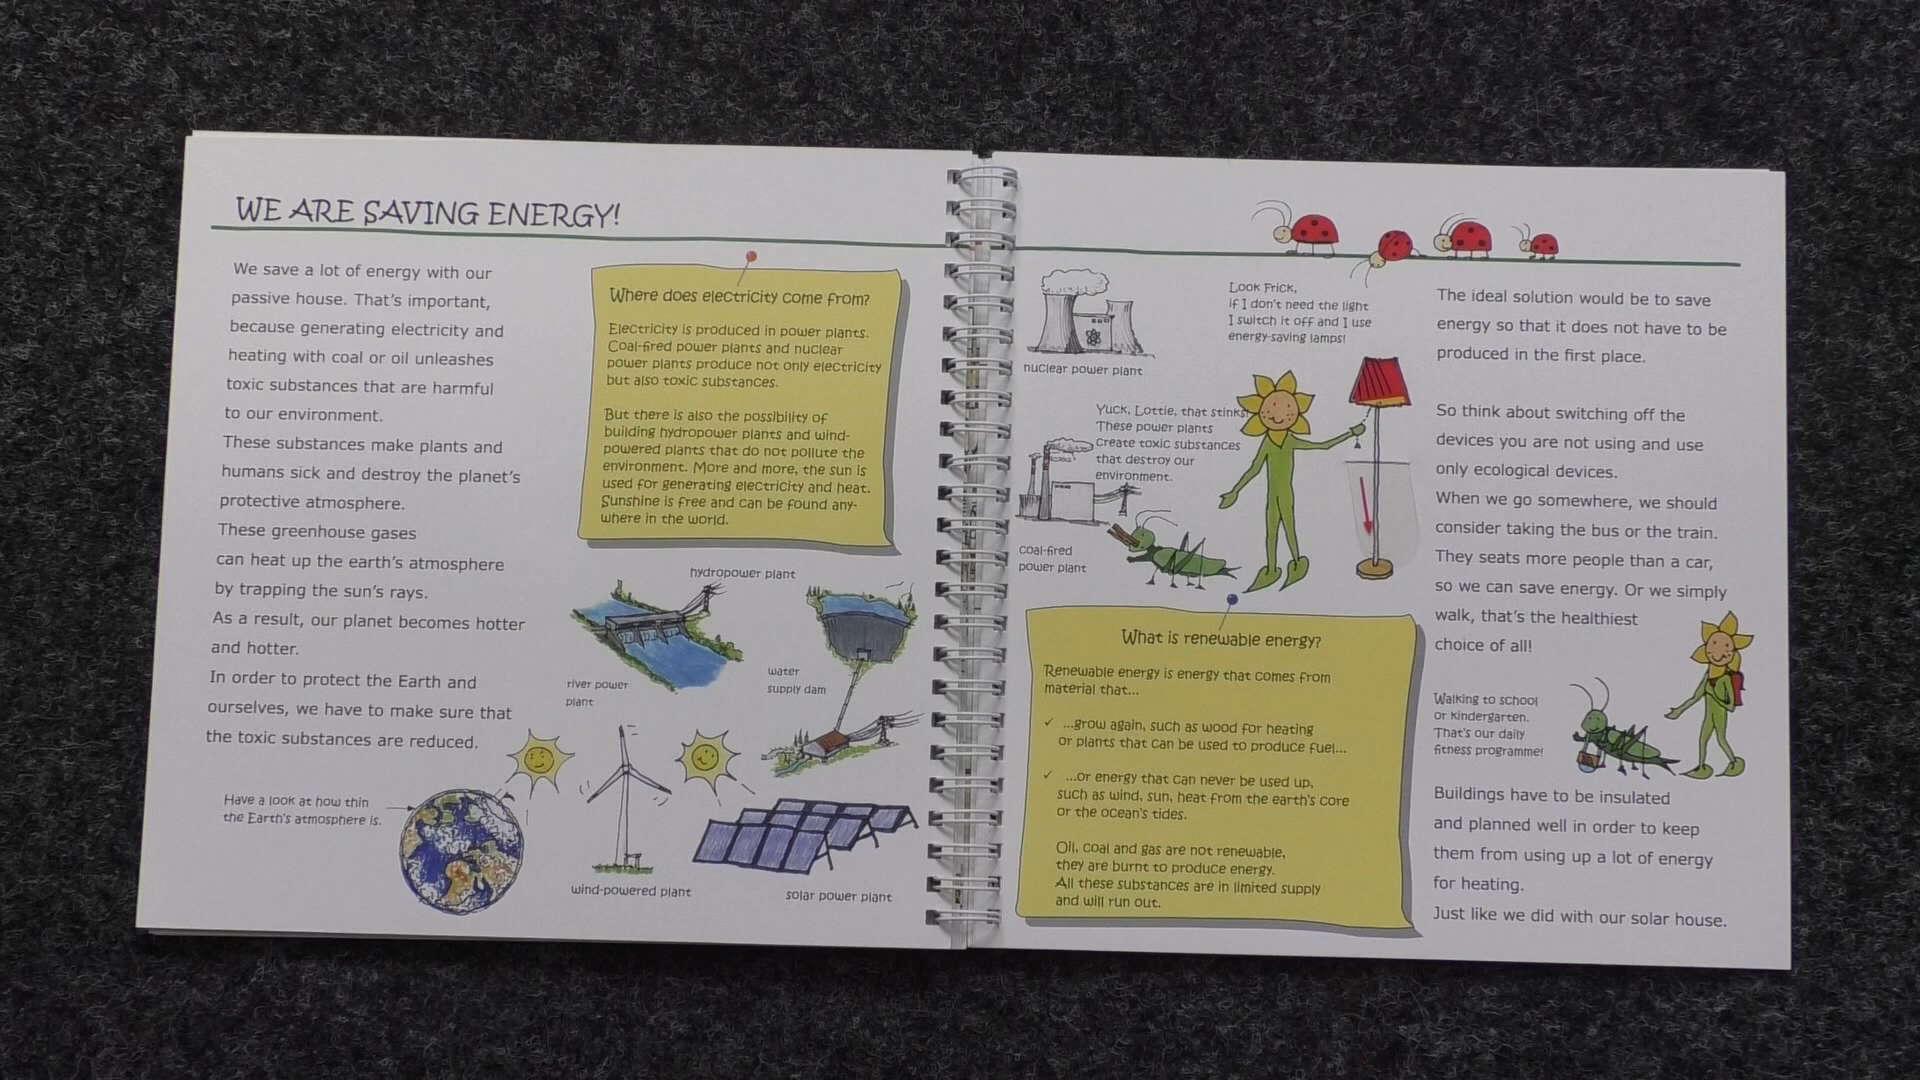 WE ARE SAVING ENERGY!
We save a lot of energy with our
passive house. That's important,
because generating electricity and
heating with coal or oil unleashes
toxic substances that are harmful
to our environment.
These substances make plants and
humans sick and destroy the planet's
protective atmosphere.
These greenhouse gases
can heat up the earth's atmosphere
by trapping the sun's rays.
As a result, our planet becomes hotter
and hotter.
In order to protect the Earth and
ourselves, we have to make sure that
the toxic substances are reduced.
Have a look at how thin
the Earth's atmosphere is.
Where does electricity come from?
Electricity is produced in power plants.
Coal-fired power plants and nuclear
power plants produce not only electricity
but also toxic substances.
But there is also the possibility of
building hydropower plants and wind-
powered plants that do not pollute the
environment. More and more, the sun is
used for generating electricity and heat.
Sunshine is free and can be found any-
where in the world.
hydropower plant
river power
plant
water
supply dam
wind-powered plant
solar power plant
nuclear power plant
Look Frick,
if I don't need the light
I switch it off and I use
energy-saving lamps!
Yuck, Lottie, that stinks!
These power plants
create toxic substances
that destroy our
environment.
coal-fired
power plant
What is renewable energy?
Renewable energy is energy that comes from
material that...
✓ ...grow again, such as wood for heating
or plants that can be used to produce fuel...
✓ ...or energy that can never be used up,
such as wind, sun, heat from the earth's core
or the ocean's tides.
Oil, coal and gas are not renewable,
they are burnt to produce energy.
All these substances are in limited supply
and will run out.
The ideal solution would be to save
energy so that it does not have to be
produced in the first place.
So think about switching off the
devices you are not using and use
only ecological devices.
When we go somewhere, we should
consider taking the bus or the train.
They seats more people than a car,
so we can save energy. Or we simply
walk, that's the healthiest
choice of all!
Walking to school
or kindergarten.
That's our daily
fitness programme!
Buildings have to be insulated
and planned well in order to keep
them from using up a lot of energy
for heating.
Just like we did with our solar house.